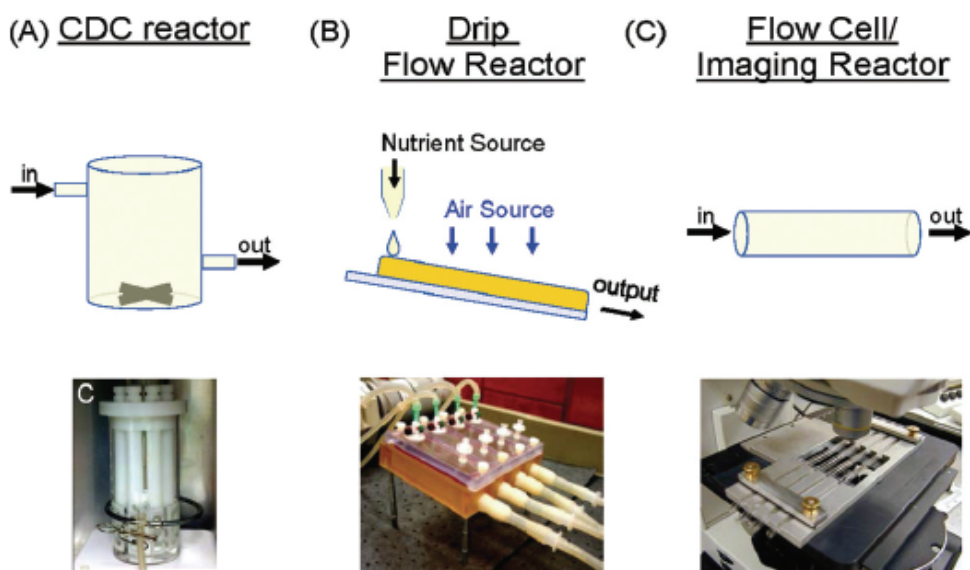 (A) CDC reactor
in
out
C
(B) Drip
Flow Reactor
Nutrient Source
Air Source
output
(C) Flow Cell/
Imaging Reactor
in
out